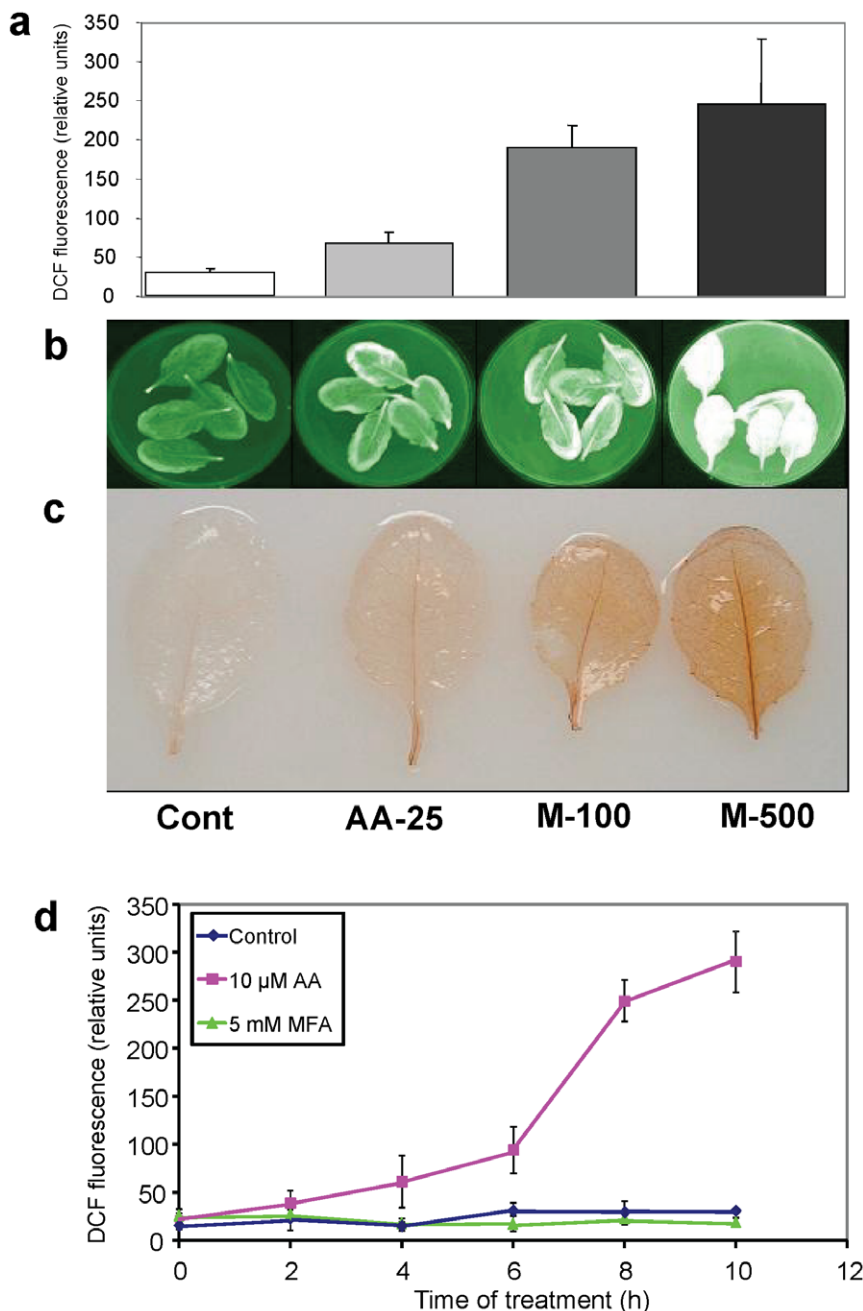 a
DCF fluorescence (relative units)
350
300
250
200
150
100
50
0
b
c
Cont AA-25 M-100 M-500
d
DCF fluorescence (relative units)
350
300
250
200
150
100
50
0
Control
10 µM AA
5 mM MFA
0 2 4 6 8 10 12
Time of treatment (h)